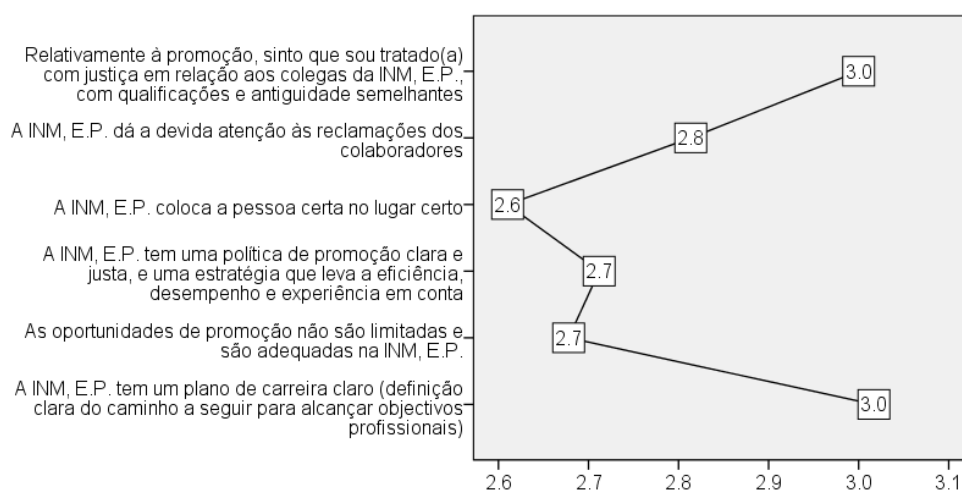 Relativamente à promoção, sinto que sou tratado(a)
com justiça em relação aos colegas da INM, E.P.,
com qualificações e antiguidade semelhantes
3.0
A INM, E.P. dá a devida atenção às reclamações dos
colaboradores
2.8
A INM, E.P. coloca a pessoa certa no lugar certo
2.6
A INM, E.P. tem uma política de promoção clara e
justa, e uma estratégia que leva a eficiência,
desempenho e experiência em conta
2.7
As oportunidades de promoção não são limitadas e
são adequadas na INM, E.P.
2.7
A INM, E.P. tem um plano de carreira claro (definição
clara do caminho a seguir para alcançar objectivos
profissionais)
3.0
2.6 2.7 2.8 2.9 3.0 3.1